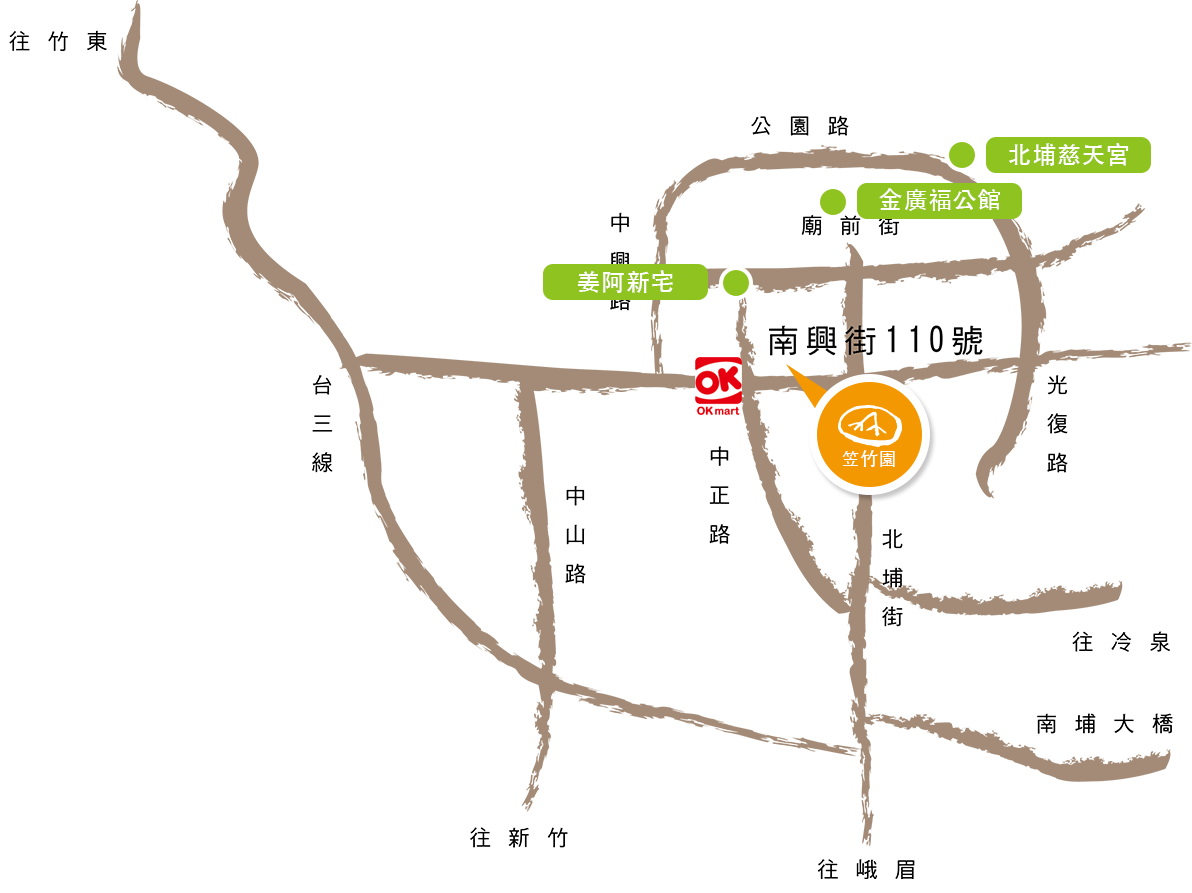 往竹東
公園路
北埔慈天宮
金廣福公館
廟前街
中興路
姜阿新宅
南興街110號
OK
OK mart
台三線
光復路
笠竹園
中正路
中山路
北埔街
往冷泉
南埔大橋
往新竹
往峨眉